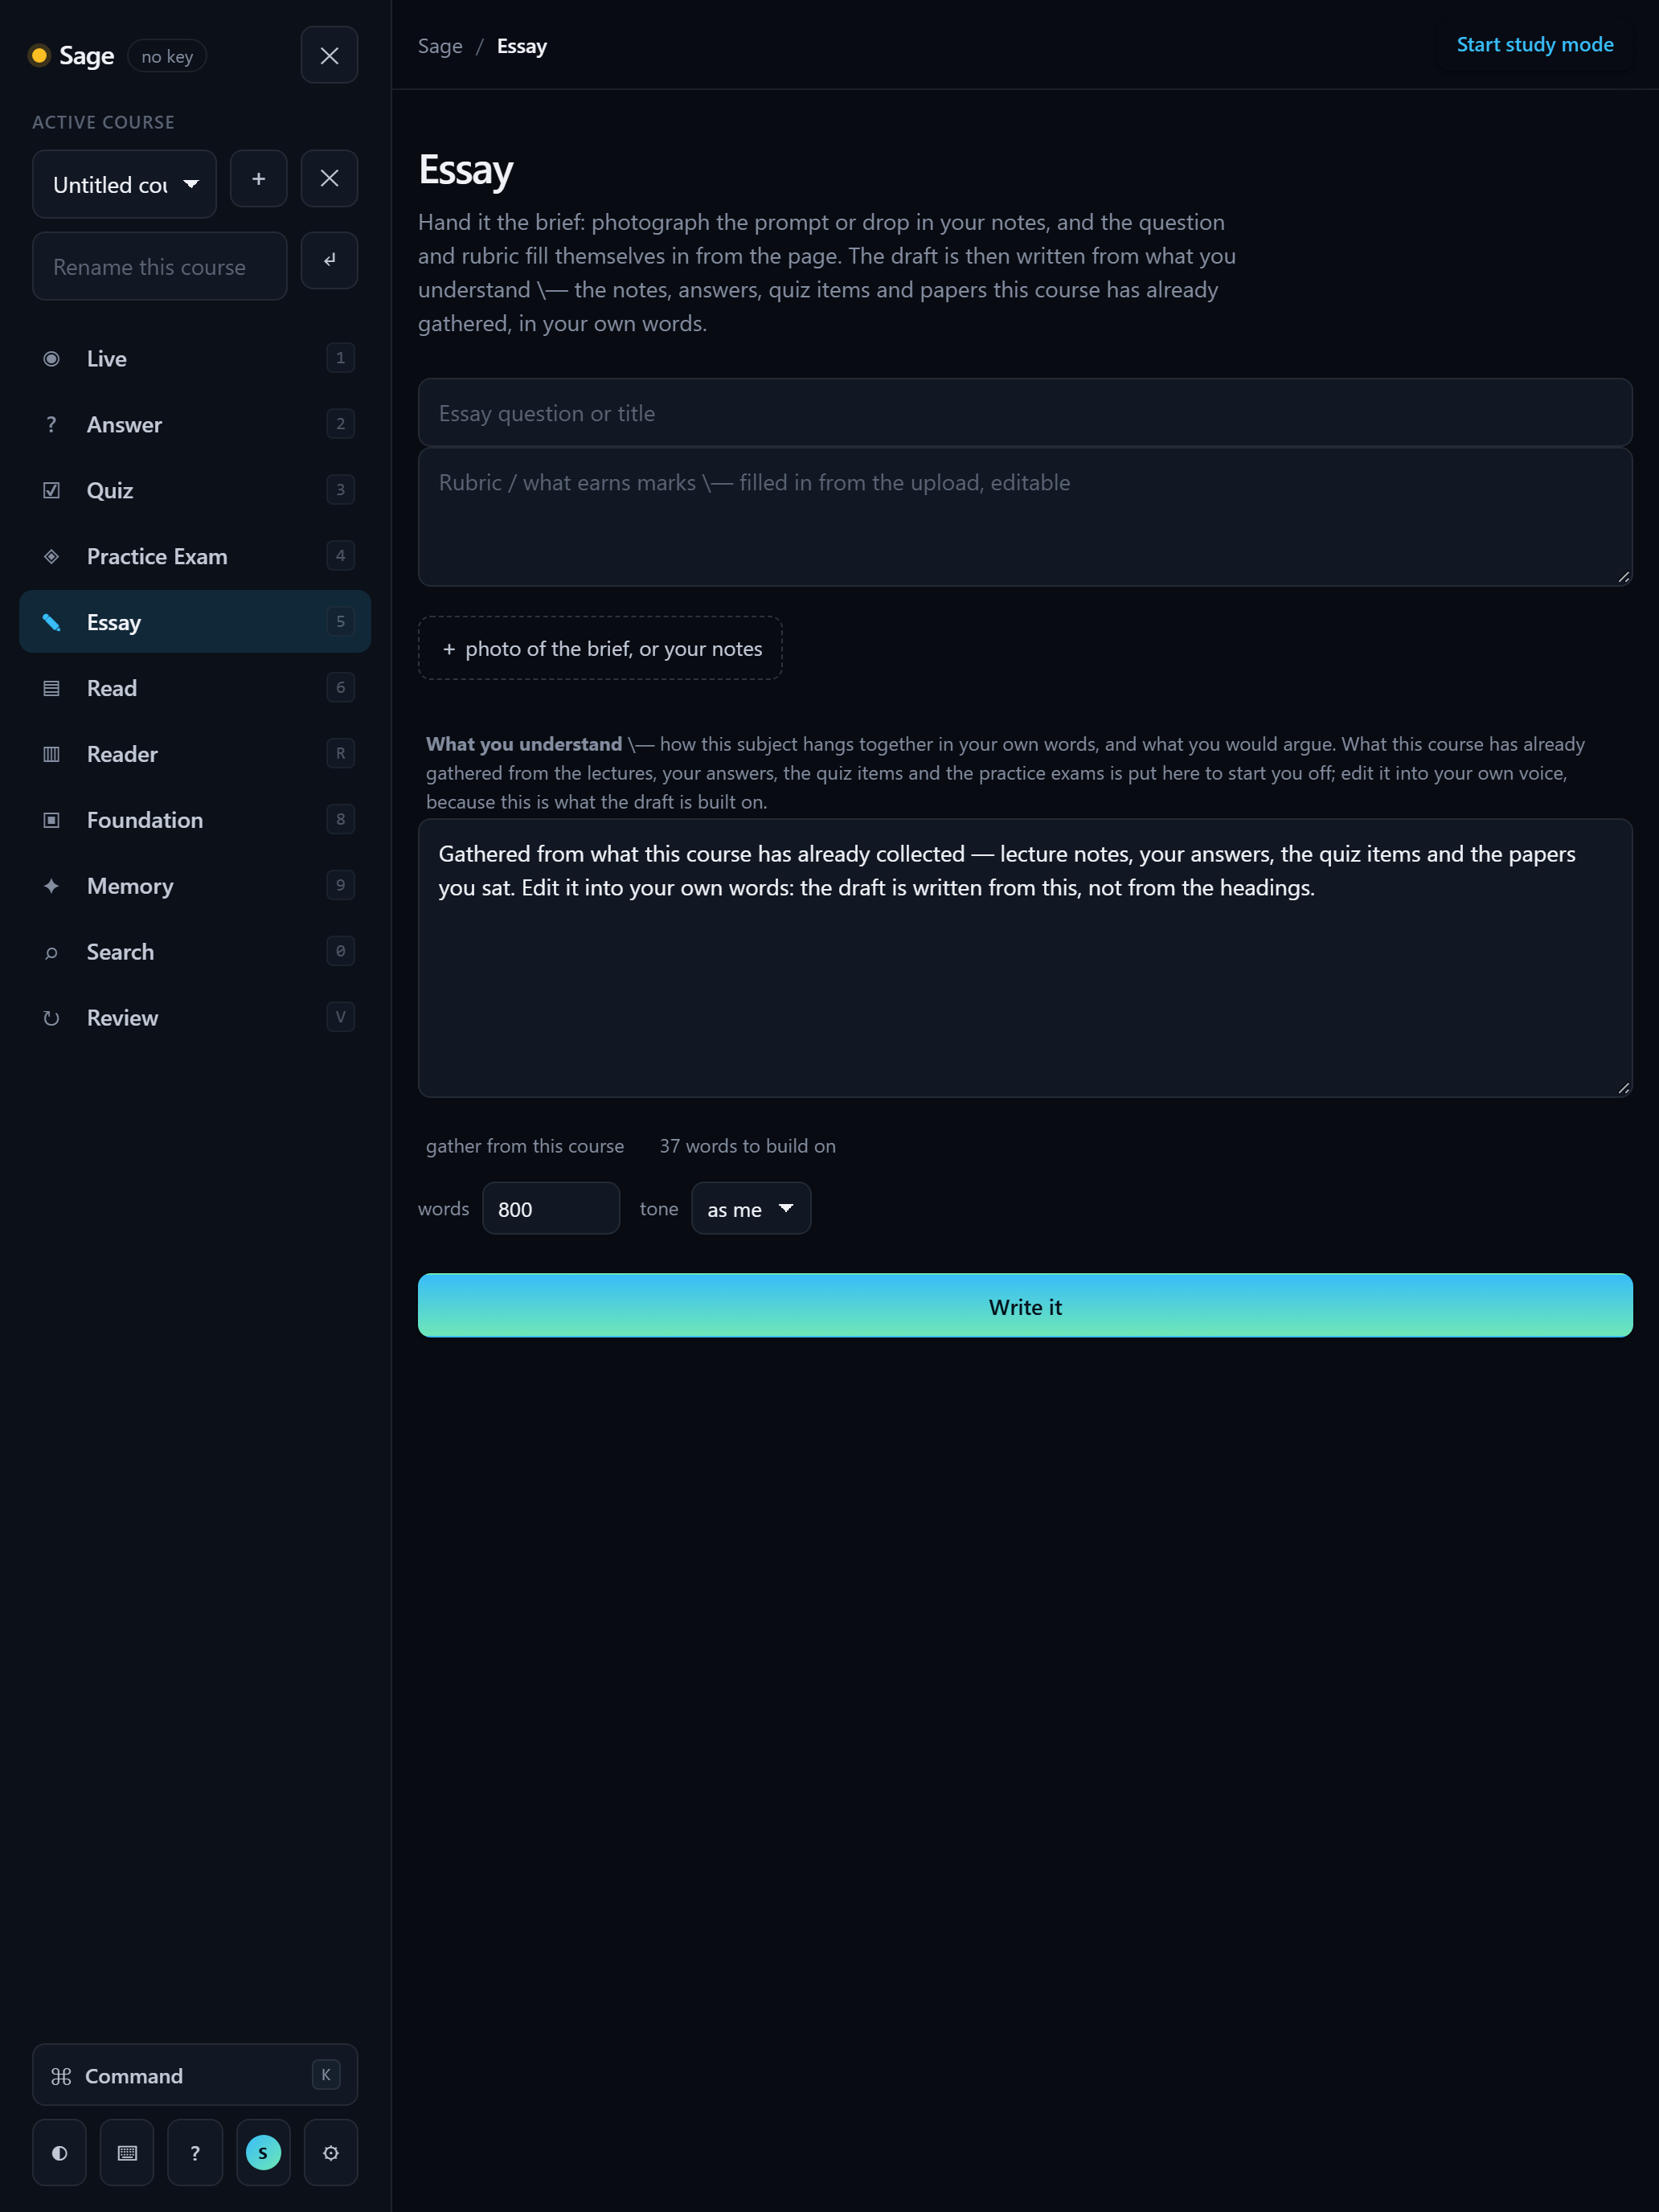 Sage no key
ACTIVE COURSE
Untitled cou
+
Rename this course
Live 1
? Answer 2
Quiz 3
Practice Exam 4
Essay 5
Read 6
Reader R
Foundation 8
Memory 9
Search 0
Review V
⌘ Command K
? S
Sage / Essay
Start study mode
Essay
Hand it the brief: photograph the prompt or drop in your notes, and the question
and rubric fill themselves in from the page. The draft is then written from what you
understand \— the notes, answers, quiz items and papers this course has already
gathered, in your own words.
Essay question or title
Rubric / what earns marks \— filled in from the upload, editable
+ photo of the brief, or your notes
What you understand \— how this subject hangs together in your own words, and what you would argue. What this course has already
gathered from the lectures, your answers, the quiz items and the practice exams is put here to start you off; edit it into your own voice,
because this is what the draft is built on.
Gathered from what this course has already collected — lecture notes, your answers, the quiz items and the papers
you sat. Edit it into your own words: the draft is written from this, not from the headings.
gather from this course 37 words to build on
words 800 tone as me
Write it